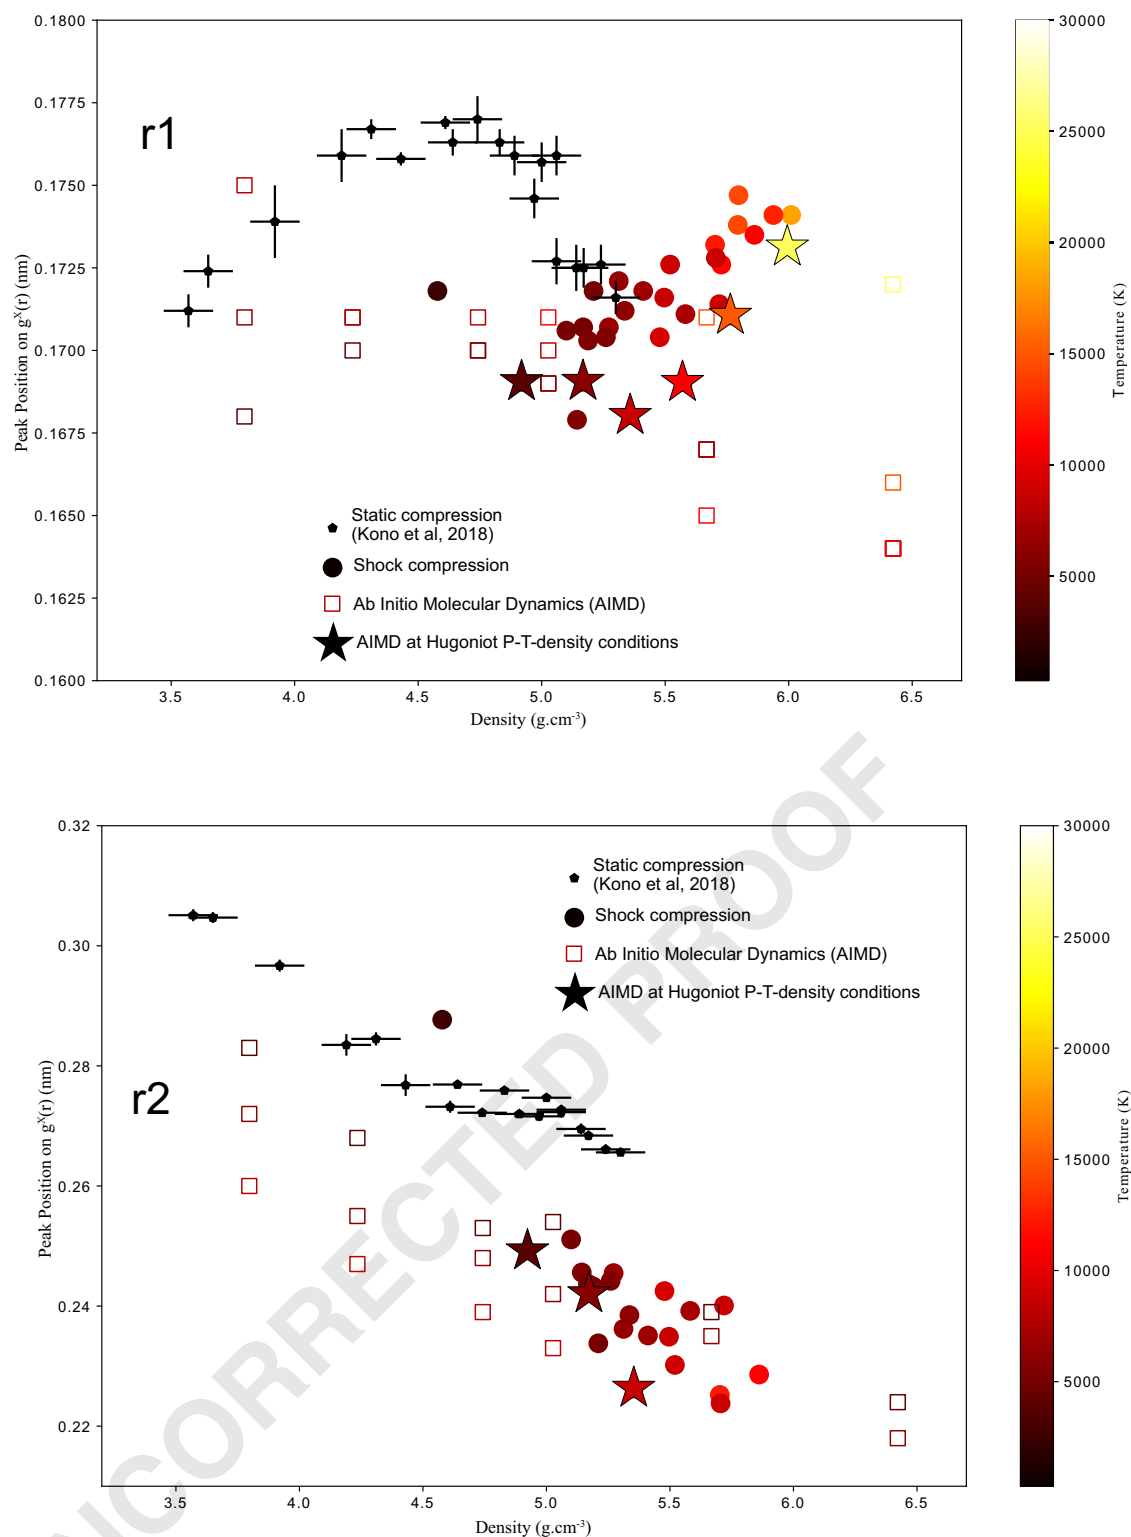 0.1800
0.1775
0.1750
0.1725
0.1700
0.1675
0.1650
0.1625
0.1600
Peak Position on gˣ(r) (nm)
r1
Static compression
(Kono et al, 2018)
Shock compression
Ab Initio Molecular Dynamics (AIMD)
AIMD at Hugoniot P-T-density conditions
3.5 4.0 4.5 5.0 5.5 6.0 6.5
Density (g.cm⁻³)
30000
25000
20000
15000
10000
5000
Temperature (K)
0.32
0.30
0.28
0.26
0.24
0.22
Peak Position on gˣ(r) (nm)
r2
Static compression
(Kono et al, 2018)
Shock compression
Ab Initio Molecular Dynamics (AIMD)
AIMD at Hugoniot P-T-density conditions
3.5 4.0 4.5 5.0 5.5 6.0 6.5
Density (g.cm⁻³)
30000
25000
20000
15000
10000
5000
Temperature (K)
NCORRECTED PROOF